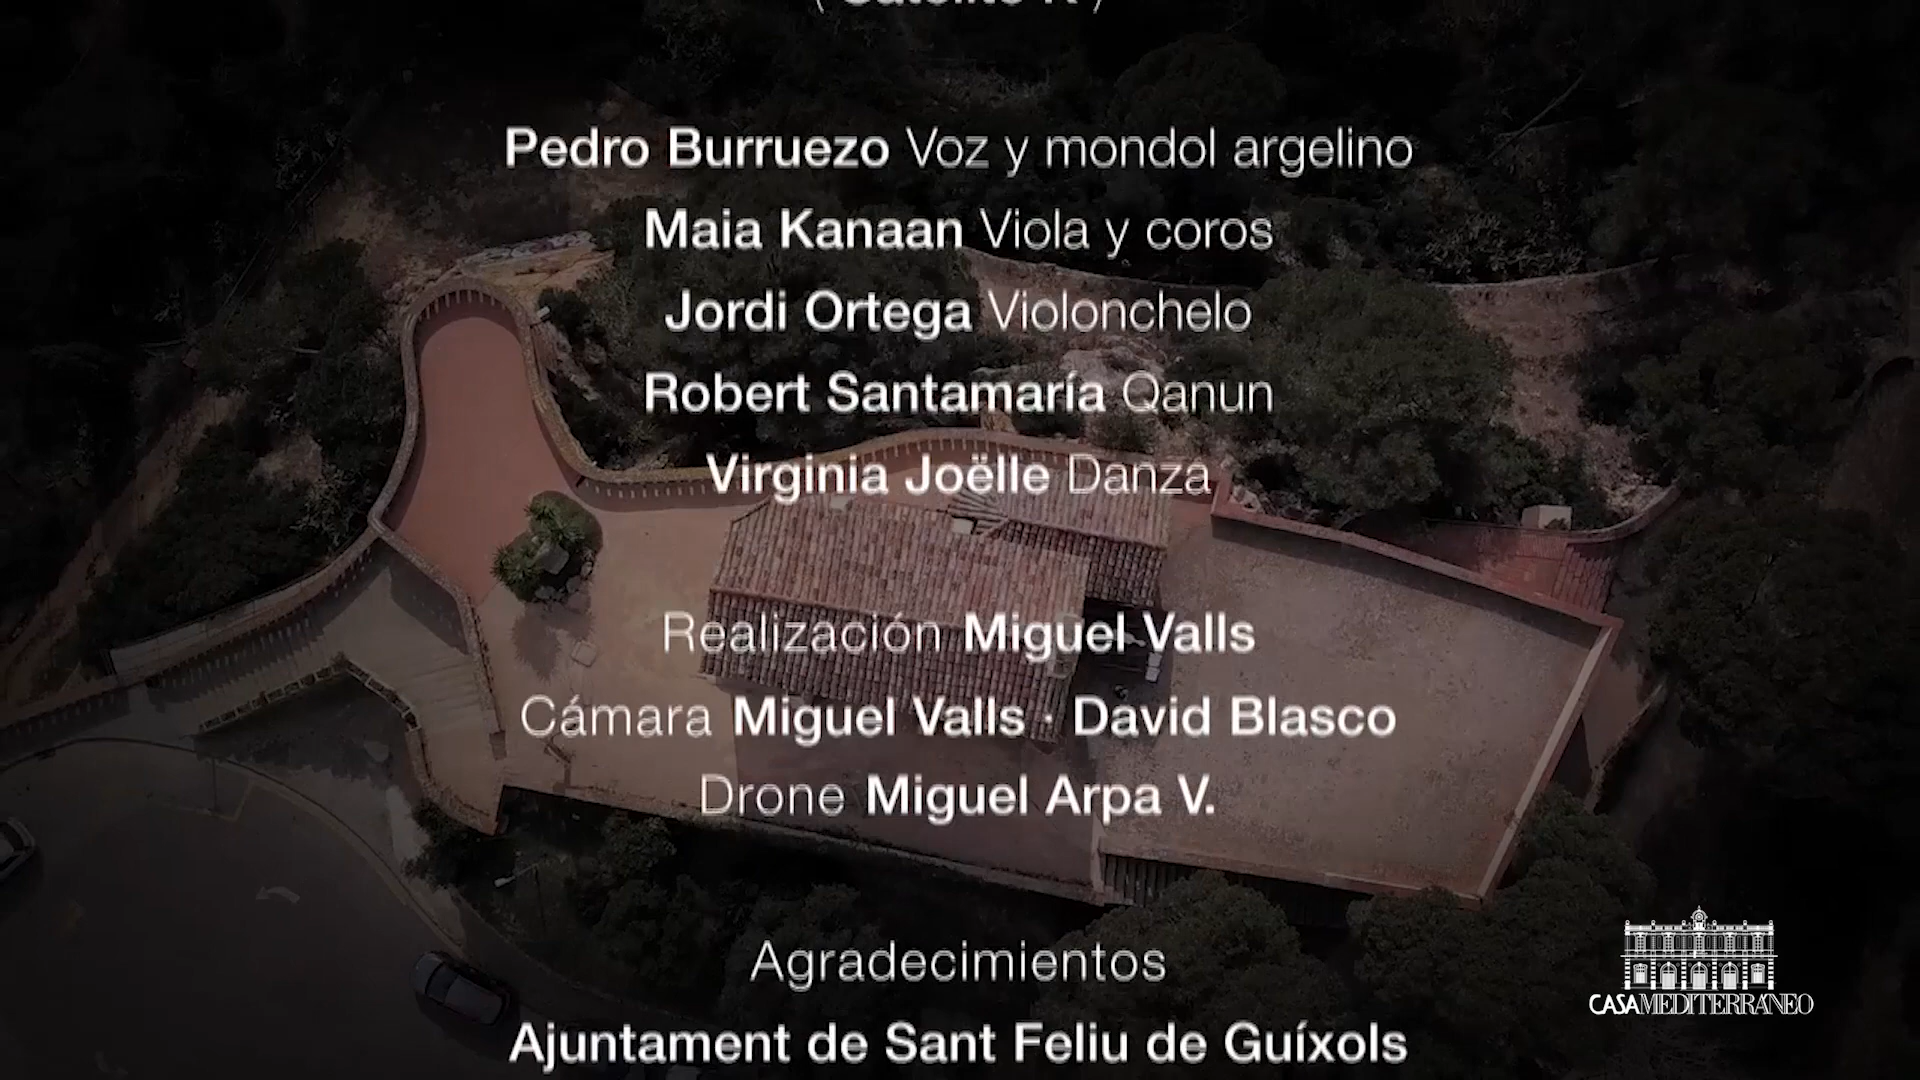 Pedro Burruezo Voz y mondol argelino
Maia Kanaan Viola y coros
Jordi Ortega Violonchelo
Robert Santamaría Qanun
Virginia Joëlle Danza
Realización Miguel Valls
Cámara Miguel Valls · David Blasco
Drone Miguel Arpa V.
Agradecimientos
Ajuntament de Sant Feliu de Guíxols
CASAMEDITERRÁNEO